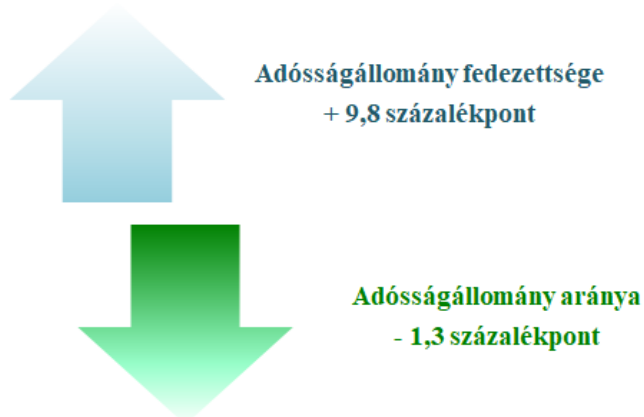 Adósságállomány fedezettsége
+ 9,8 százalékpont
Adósságállomány aránya
- 1,3 százalékpont